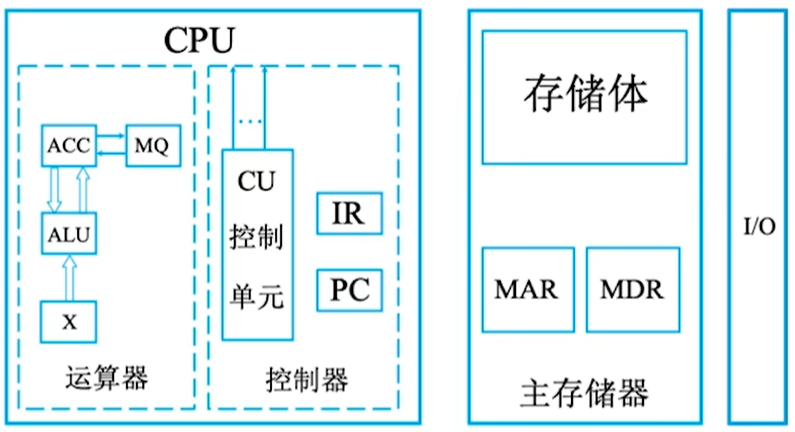 CPU
ACC
MQ
ALU
X
运算器
...
CU
控制
单元
IR
PC
控制器
存储体
MAR
MDR
主存储器
I/O